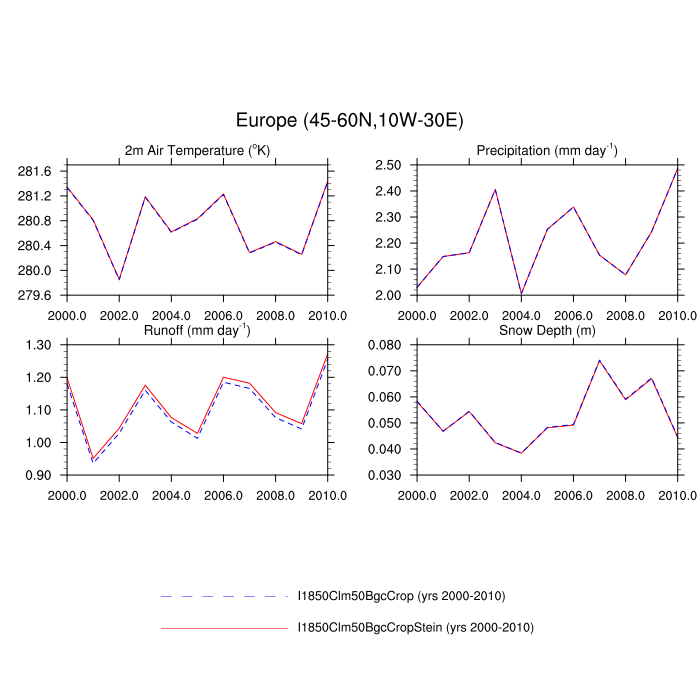 Europe (45-60N,10W-30E)
2m Air Temperature (°K)
281.6
281.2
280.8
280.4
280.0
279.6
2000.0 2002.0 2004.0 2006.0 2008.0 2010.0
Precipitation (mm day⁻¹)
2.50
2.40
2.30
2.20
2.10
2.00
2000.0 2002.0 2004.0 2006.0 2008.0 2010.0
Runoff (mm day⁻¹)
1.30
1.20
1.10
1.00
0.90
2000.0 2002.0 2004.0 2006.0 2008.0 2010.0
Snow Depth (m)
0.080
0.070
0.060
0.050
0.040
0.030
2000.0 2002.0 2004.0 2006.0 2008.0 2010.0
I1850Clm50BgcCrop (yrs 2000-2010)
I1850Clm50BgcCropStein (yrs 2000-2010)